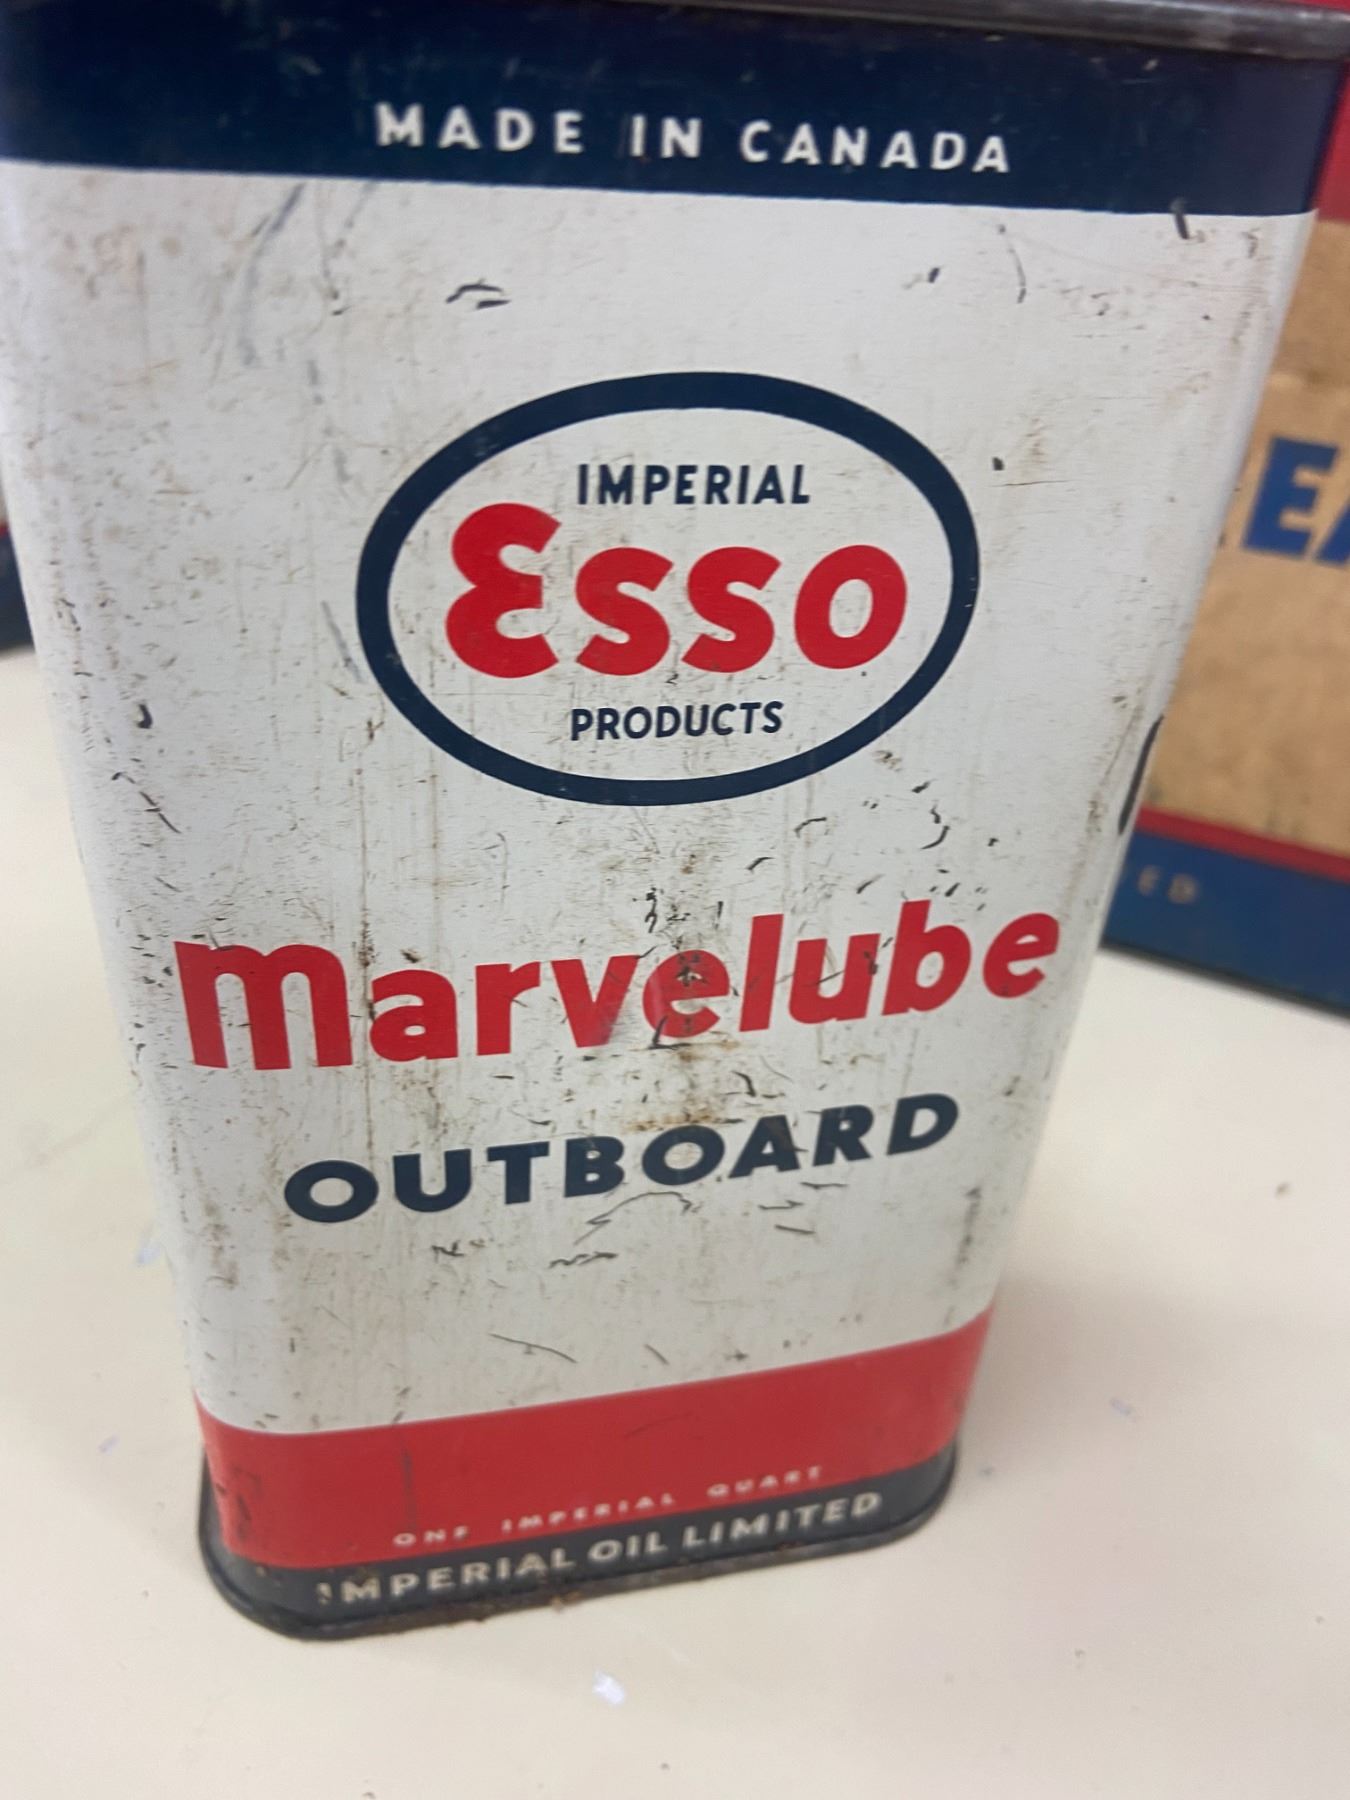 MADE IN CANADA
IMPERIAL
Esso
PRODUCTS
marvelube
OUTBOARD
ONE IMPERIAL QUART
IMPERIAL OIL LIMITED